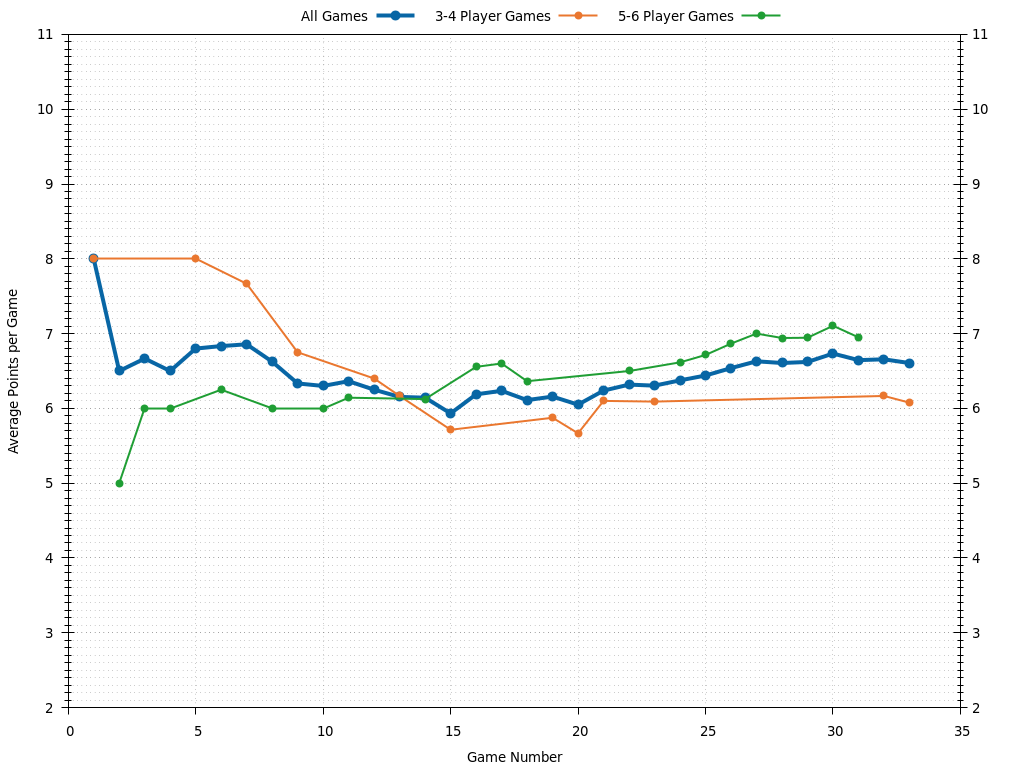 All Games 3-4 Player Games 5-6 Player Games
11 11
10 10
9 9
8 8
7 7
6 6
5 5
4 4
3 3
2 2
0 5 10 15 20 25 30 35
Game Number
Average Points per Game